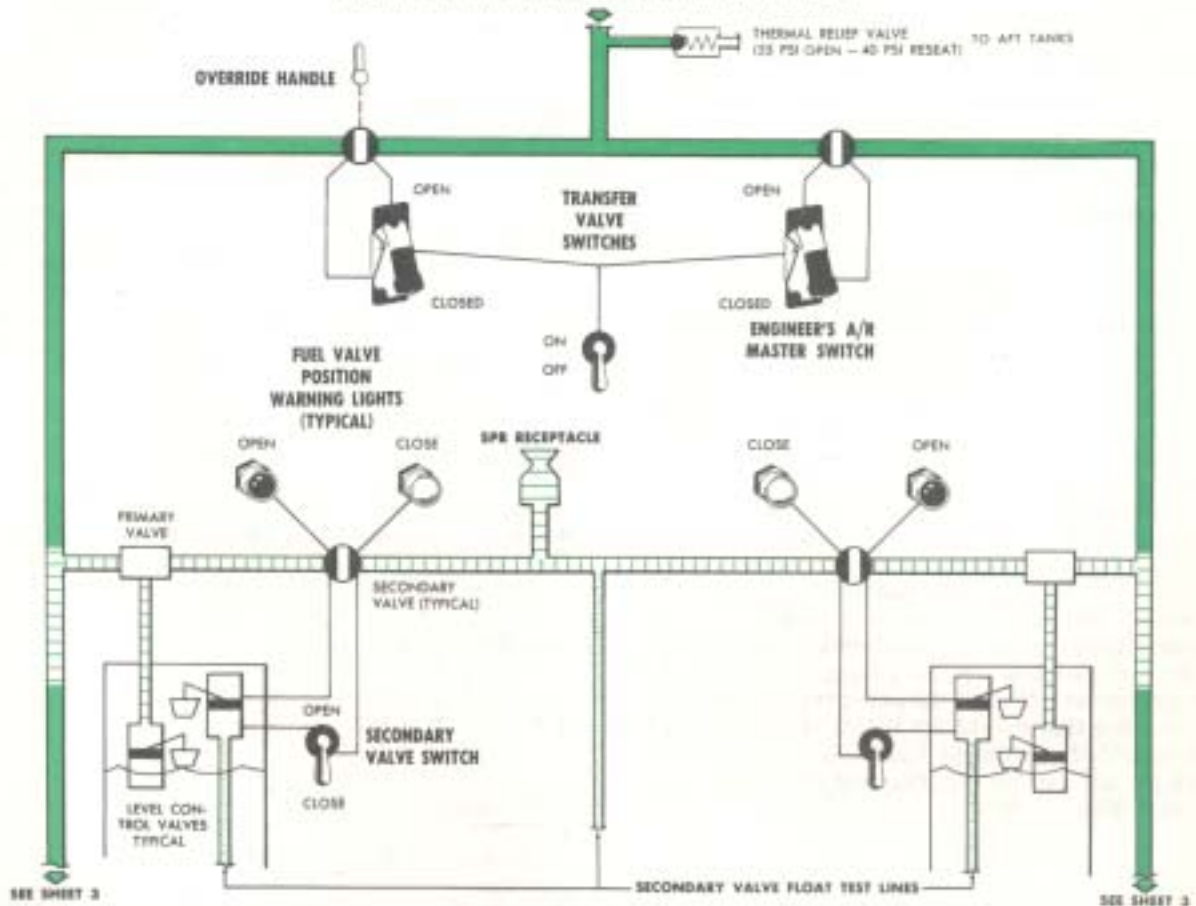 THERMAL RELIEF VALVE
(55 PSI OPEN – 40 PSI RESEAT)
TO AFT TANKS
OVERRIDE HANDLE
OPEN
TRANSFER
VALVE
SWITCHES
OPEN
CLOSED
CLOSED
ENGINEER'S A/R
MASTER SWITCH
ON
OFF
FUEL VALVE
POSITION
WARNING LIGHTS
(TYPICAL)
OPEN
CLOSE
SPR RECEPTACLE
CLOSE
OPEN
PRIMARY
VALVE
SECONDARY
VALVE (TYPICAL)
OPEN
SECONDARY
VALVE SWITCH
CLOSE
LEVEL CON-
TROL VALVES
TYPICAL
SEE SHEET 3
SECONDARY VALVE FLOAT TEST LINES
SEE SHEET 3